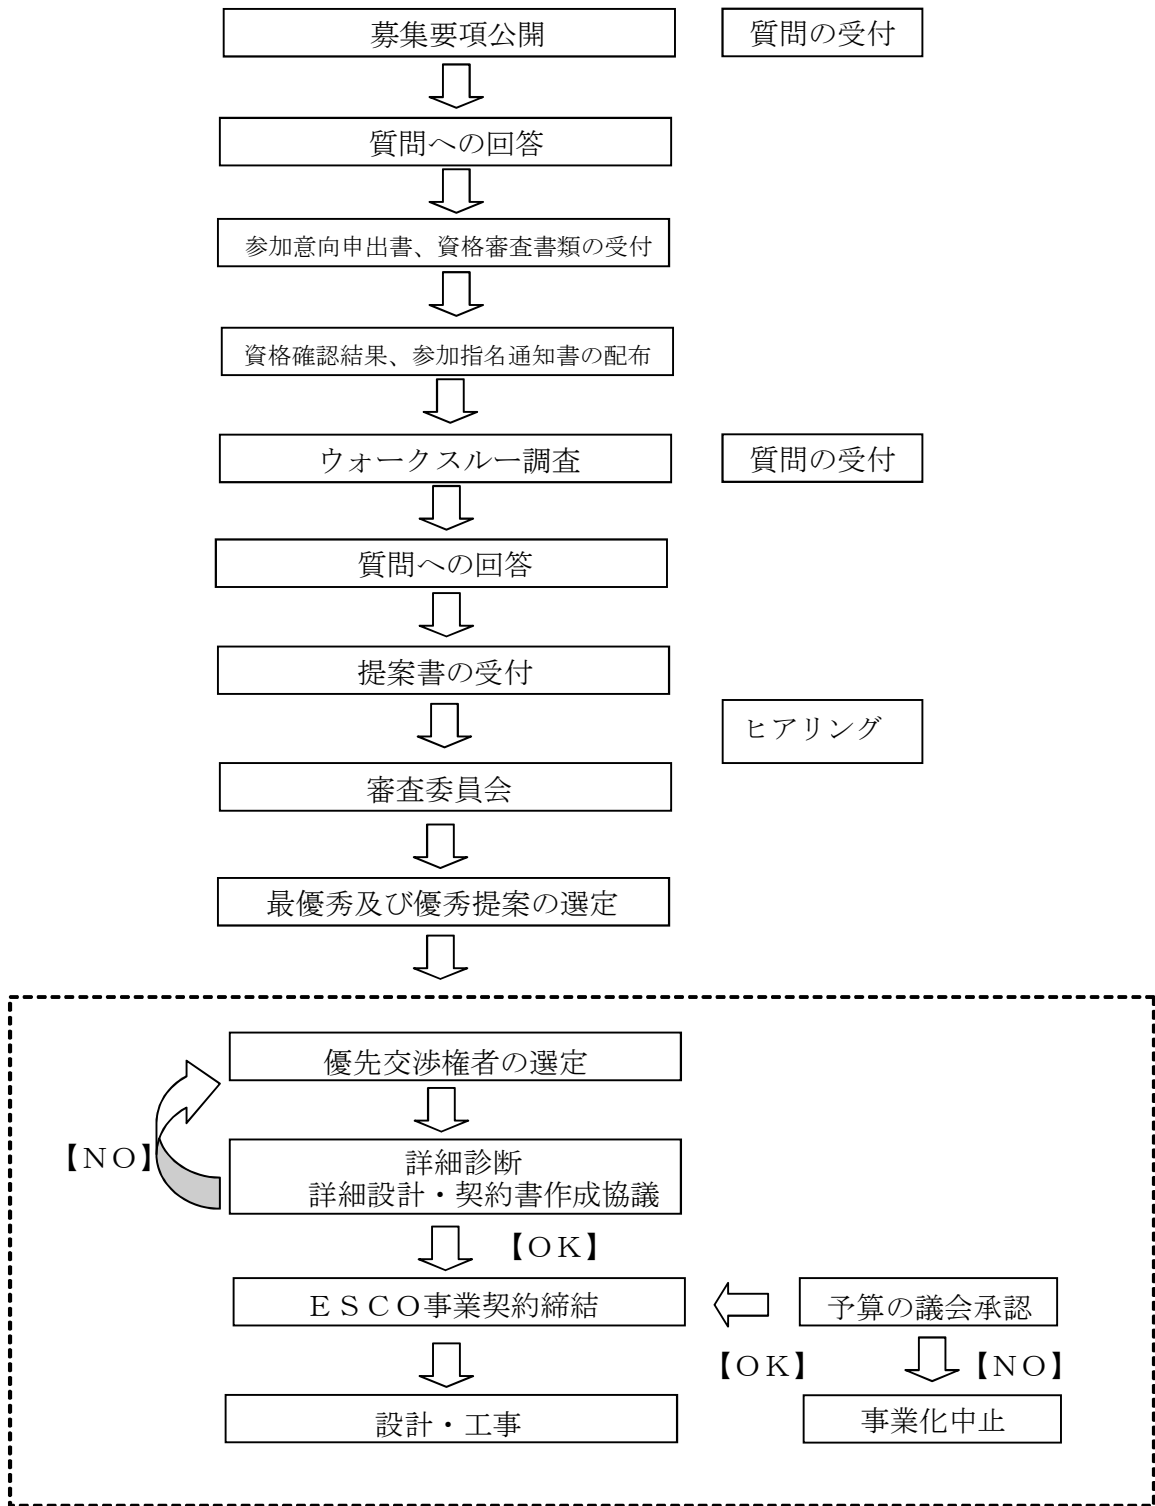 募集要項公開
質問の受付
質問への回答
参加意向申出書、資格審査書類の受付
資格確認結果、参加指名通知書の配布
ウォークスルー調査
質問の受付
質問への回答
提案書の受付
ヒアリング
審査委員会
最優秀及び優秀提案の選定
優先交渉権者の選定
【ＮＯ】
詳細診断
詳細設計・契約書作成協議
【ＯＫ】
ＥＳＣＯ事業契約締結
予算の議会承認
【ＯＫ】
【ＮＯ】
設計・工事
事業化中止